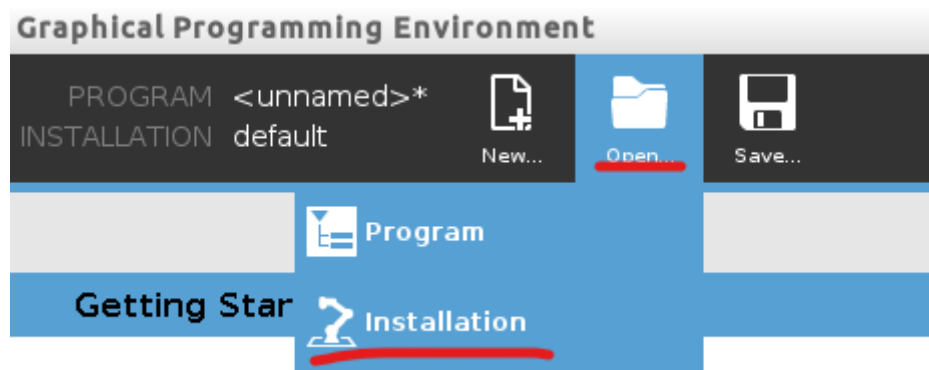 Graphical Programming Environment
PROGRAM <unnamed>*
INSTALLATION default
New... Open... Save...
Program
Getting Star
Installation